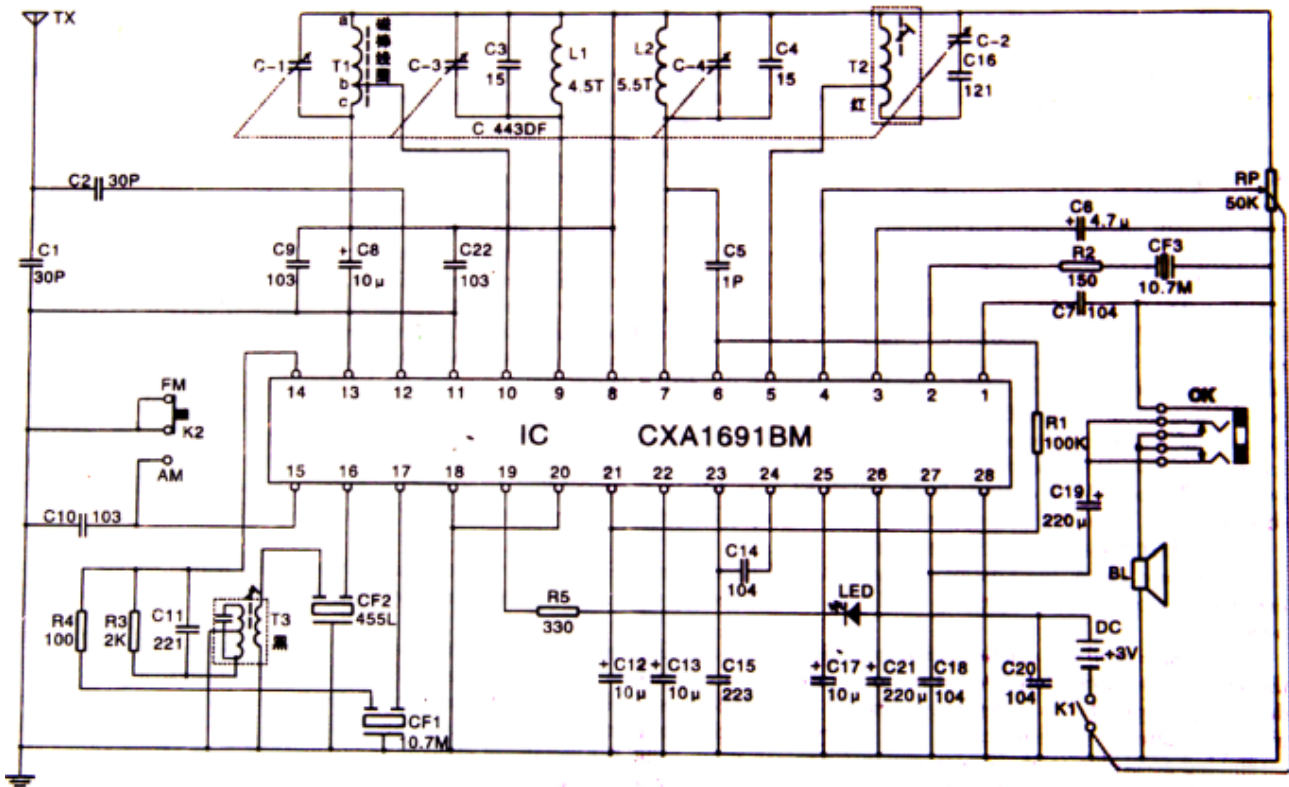 TX
a
磁棒线圈
C-1
T1
b
c
C-3
C3
15
L1
4.5T
L2
5.5T
C-4
C4
15
T2
红
C-2
C16
121
C 443DF
C2
30P
C1
30P
C9
103
+
C8
10μ
C22
103
C5
1P
RP
50K
C6
+
4.7μ
R2
150
CF3
10.7M
C7
104
FM
K2
AM
14
13
12
11
10
9
8
7
6
5
4
3
2
1
IC
CXA1691BM
15
16
17
18
19
20
21
22
23
24
25
26
27
28
R1
100K
OK
C19
+
220μ
BL
C10
103
R4
100
R3
2K
C11
221
T3
黑
CF2
455L
CF1
0.7M
R5
330
C14
104
LED
+
C12
10μ
+
C13
10μ
C15
223
+
C17
10μ
+
C21
220μ
C18
104
C20
104
DC
+3V
K1